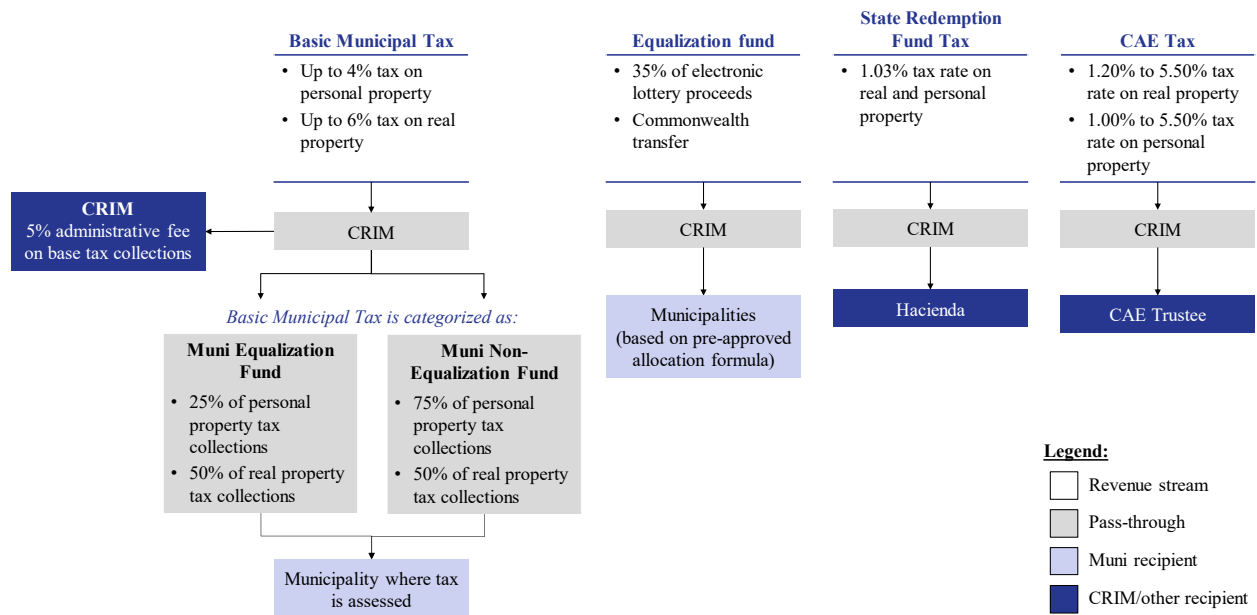 Basic Municipal Tax
• Up to 4% tax on
personal property
• Up to 6% tax on real
property
Equalization fund
• 35% of electronic
lottery proceeds
• Commonwealth
transfer
State Redemption
Fund Tax
• 1.03% tax rate on
real and personal
property
CAE Tax
• 1.20% to 5.50% tax
rate on real property
• 1.00% to 5.50% tax
rate on personal
property
CRIM
5% administrative fee
on base tax collections
CRIM
CRIM
CRIM
CRIM
Basic Municipal Tax is categorized as:
Muni Equalization
Fund
• 25% of personal
property tax
collections
• 50% of real property
tax collections
Muni Non-
Equalization Fund
• 75% of personal
property tax
collections
• 50% of real property
tax collections
Municipality where tax
is assessed
Municipalities
(based on pre-approved
allocation formula)
Hacienda
CAE Trustee
Legend:
Revenue stream
Pass-through
Muni recipient
CRIM/other recipient